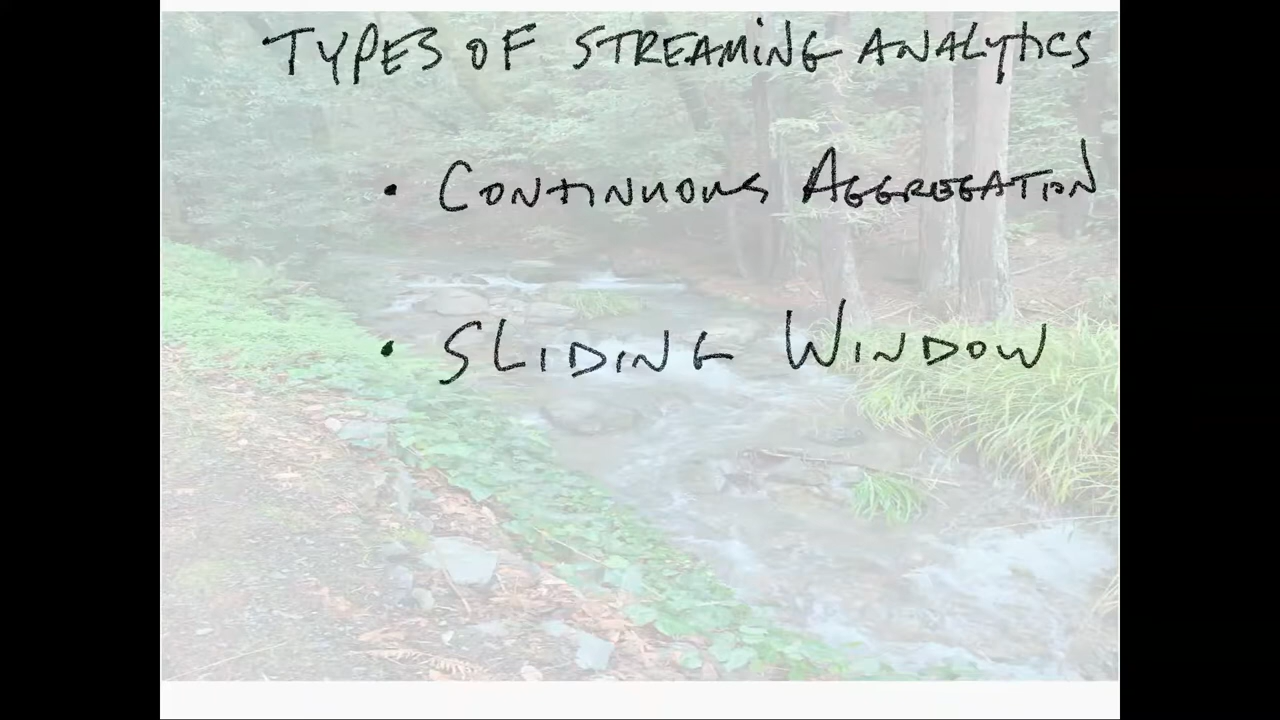 TYPES OF STREAMING ANALYTICS
• CONTINUOUS AGGREGATION
• SLIDING WINDOW